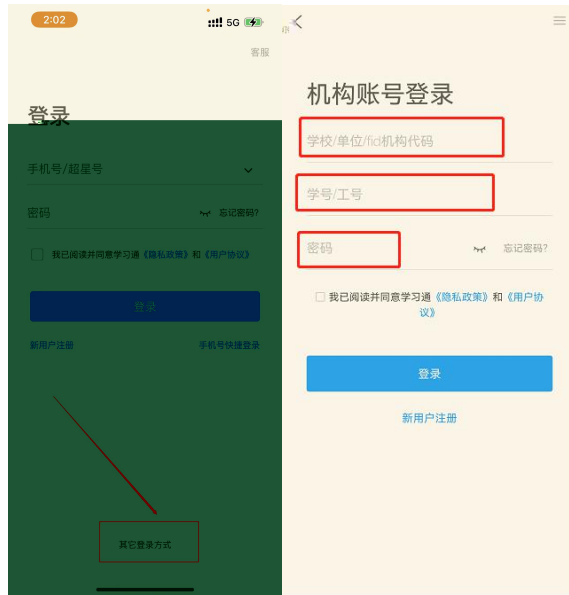 2:02
5G
客服
登录
手机号/超星号
密码
忘记密码?
我已阅读并同意学习通《隐私政策》和《用户协议》
登录
新用户注册
手机号快捷登录
其它登录方式
机构账号登录
学校/单位/fid机构代码
学号/工号
密码
忘记密码?
我已阅读并同意学习通《隐私政策》和《用户协
议》
登录
新用户注册